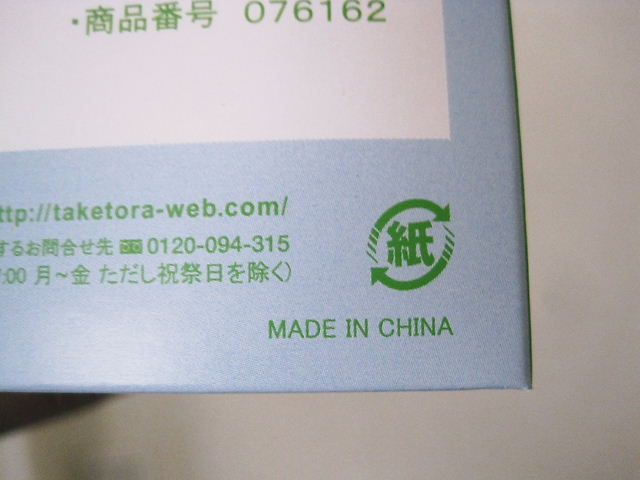 ・商品番号 076162
ttp://taketora-web.com/
するお問合せ先 0120-094-315
:00 月~金 ただし祝祭日を除く)
紙
MADE IN CHINA